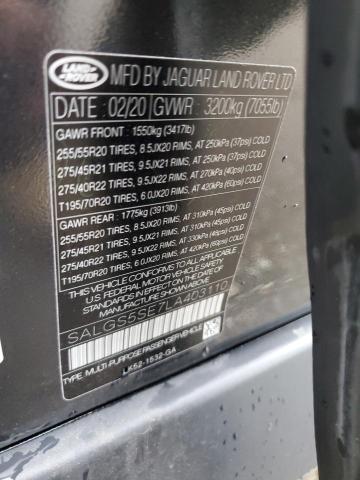 LAND
ROVER
MFD BY JAGUAR LAND ROVER LTD
DATE: 02/20 GVWR: 3200kg (7055lb)
GAWR FRONT: 1550kg (3417lb)
255/55R20 TIRES, 8.5JX20 RIMS, AT 250kPa (37psi) COLD
275/45R21 TIRES, 9.5JX21 RIMS, AT 250kPa (37psi) COLD
275/40R22 TIRES, 9.5JX22 RIMS, AT 270kPa (40psi) COLD
T195/70R20 TIRES, 6.0JX20 RIMS, AT 420kPa (60psi) COLD
GAWR REAR: 1775kg (3913lb)
255/55R20 TIRES, 8.5JX20 RIMS, AT 310kPa (45psi) COLD
275/45R21 TIRES, 9.5JX21 RIMS, AT 310kPa (45psi) COLD
275/40R22 TIRES, 9.5JX22 RIMS, AT 330kPa (48psi) COLD
T195/70R20 TIRES, 6.0JX20 RIMS, AT 420kPa (60psi) COLD
THIS VEHICLE CONFORMS TO ALL APPLICABLE U.S.
FEDERAL MOTOR VEHICLE SAFETY AND THEFT PREVENTION
STANDARDS IN EFFECT ON THE DATE OF
MANUFACTURE SHOWN ABOVE.
SALGS5SE7LA403110
TYPE: MULTI-PURPOSE PASSENGER VEHICLE
LK52-1532-GA